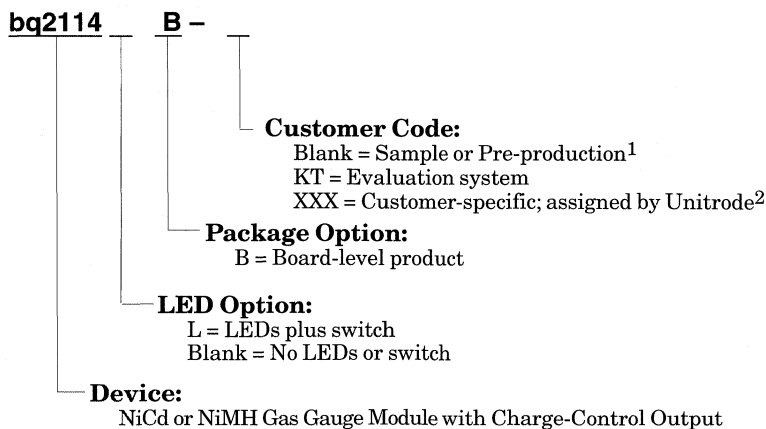 bq2114 _ B – _
Customer Code:
Blank = Sample or Pre-production1
KT = Evaluation system
XXX = Customer-specific; assigned by Unitrode2
Package Option:
B = Board-level product
LED Option:
L = LEDs plus switch
Blank = No LEDs or switch
Device:
NiCd or NiMH Gas Gauge Module with Charge-Control Output